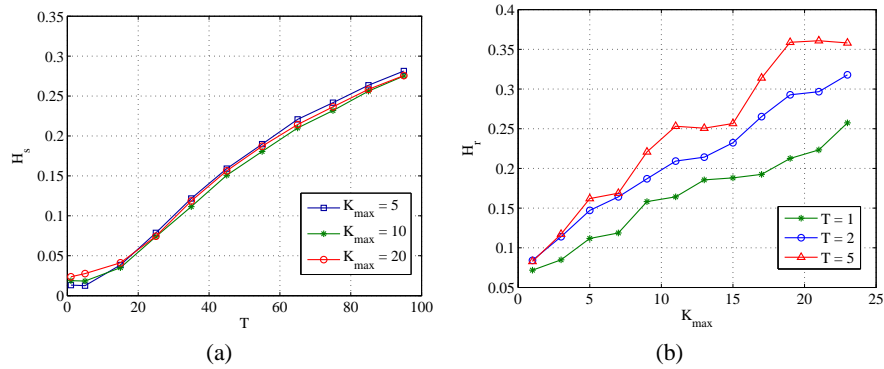 0.35
0.3
0.25
0.2
0.15
0.1
0.05
0
H_s
0 20 40 60 80 100
T
K_max = 5
K_max = 10
K_max = 20
(a)
0.4
0.35
0.3
0.25
0.2
0.15
0.1
0.05
H_r
0 5 10 15 20 25
K_max
T = 1
T = 2
T = 5
(b)